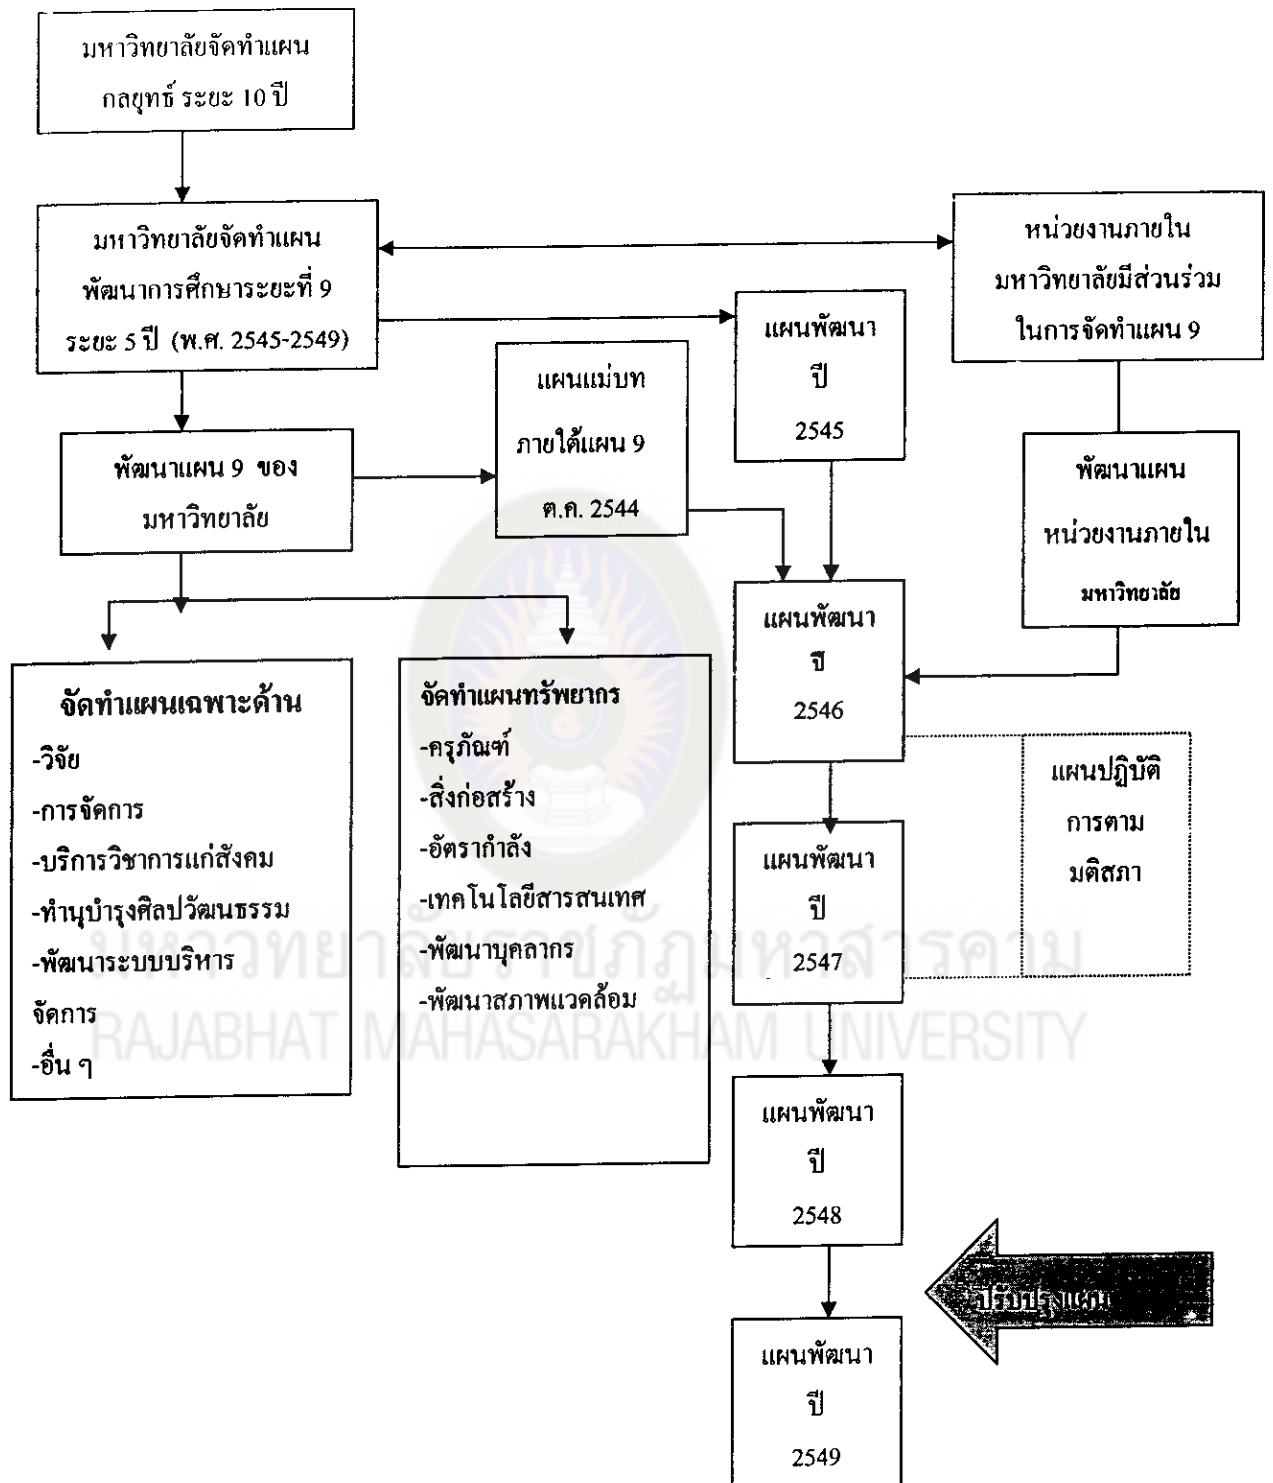 มหาวิทยาลัยจัดทำแผน
กลยุทธ์ ระยะ 10 ปี
มหาวิทยาลัยจัดทำแผน
พัฒนาการศึกษาระยะที่ 9
ระยะ 5 ปี (พ.ศ. 2545-2549)
หน่วยงานภายใน
มหาวิทยาลัยมีส่วนร่วม
ในการจัดทำแผน 9
แผนพัฒนา
ปี
2545
แผนแม่บท
ภายใต้แผน 9
ต.ค. 2544
พัฒนาแผน 9 ของ
มหาวิทยาลัย
พัฒนาแผน
หน่วยงานภายใน
มหาวิทยาลัย
แผนพัฒนา
ปี
2546
จัดทำแผนเฉพาะด้าน
-วิจัย
-การจัดการ
-บริการวิชาการแก่สังคม
-ทำนุบำรุงศิลปวัฒนธรรม
-พัฒนาระบบบริหาร
จัดการ
-อื่น ๆ
จัดทำแผนทรัพยากร
-ครุภัณฑ์
-สิ่งก่อสร้าง
-อัตรากำลัง
-เทคโนโลยีสารสนเทศ
-พัฒนาบุคลากร
-พัฒนาสภาพแวดล้อม
แผนปฏิบัติ
การตาม
มติสภา
แผนพัฒนา
ปี
2547
มหาวิทยาลัยราชภัฏมหาสารคาม
RAJABHAT MAHASARAKHAM UNIVERSITY
แผนพัฒนา
ปี
2548
ปรับปรุงแผน
แผนพัฒนา
ปี
2549